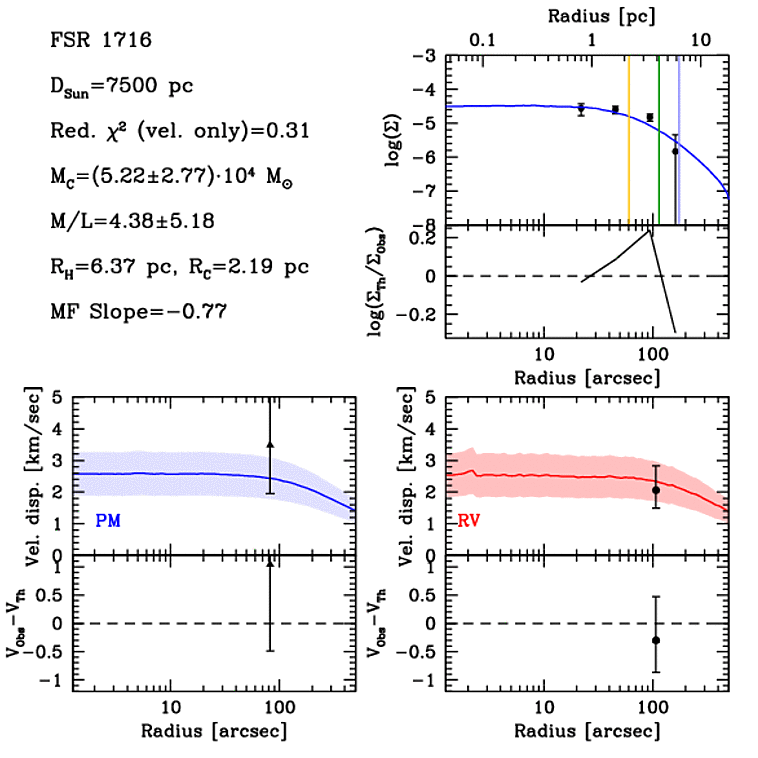 FSR 1716
D_Sun=7500 pc
Red. χ² (vel. only)=0.31
M_C=(5.22±2.77)·10⁴ M_⊙
M/L=4.38±5.18
R_H=6.37 pc, R_C=2.19 pc
MF Slope=−0.77
Radius [pc]
0.1 1 10
−3
−4
−5
−6
−7
−8
log(Σ)
0.2
0
−0.2
log(Σ_Th/Σ_Obs)
10 100
Radius [arcsec]
5
4
3
2
1
0
Vel. disp. [km/sec]
PM
1
0.5
0
−0.5
−1
V_Obs−V_Th
10 100
Radius [arcsec]
5
4
3
2
1
0
Vel. disp. [km/sec]
RV
1
0.5
0
−0.5
−1
V_Obs−V_Th
10 100
Radius [arcsec]